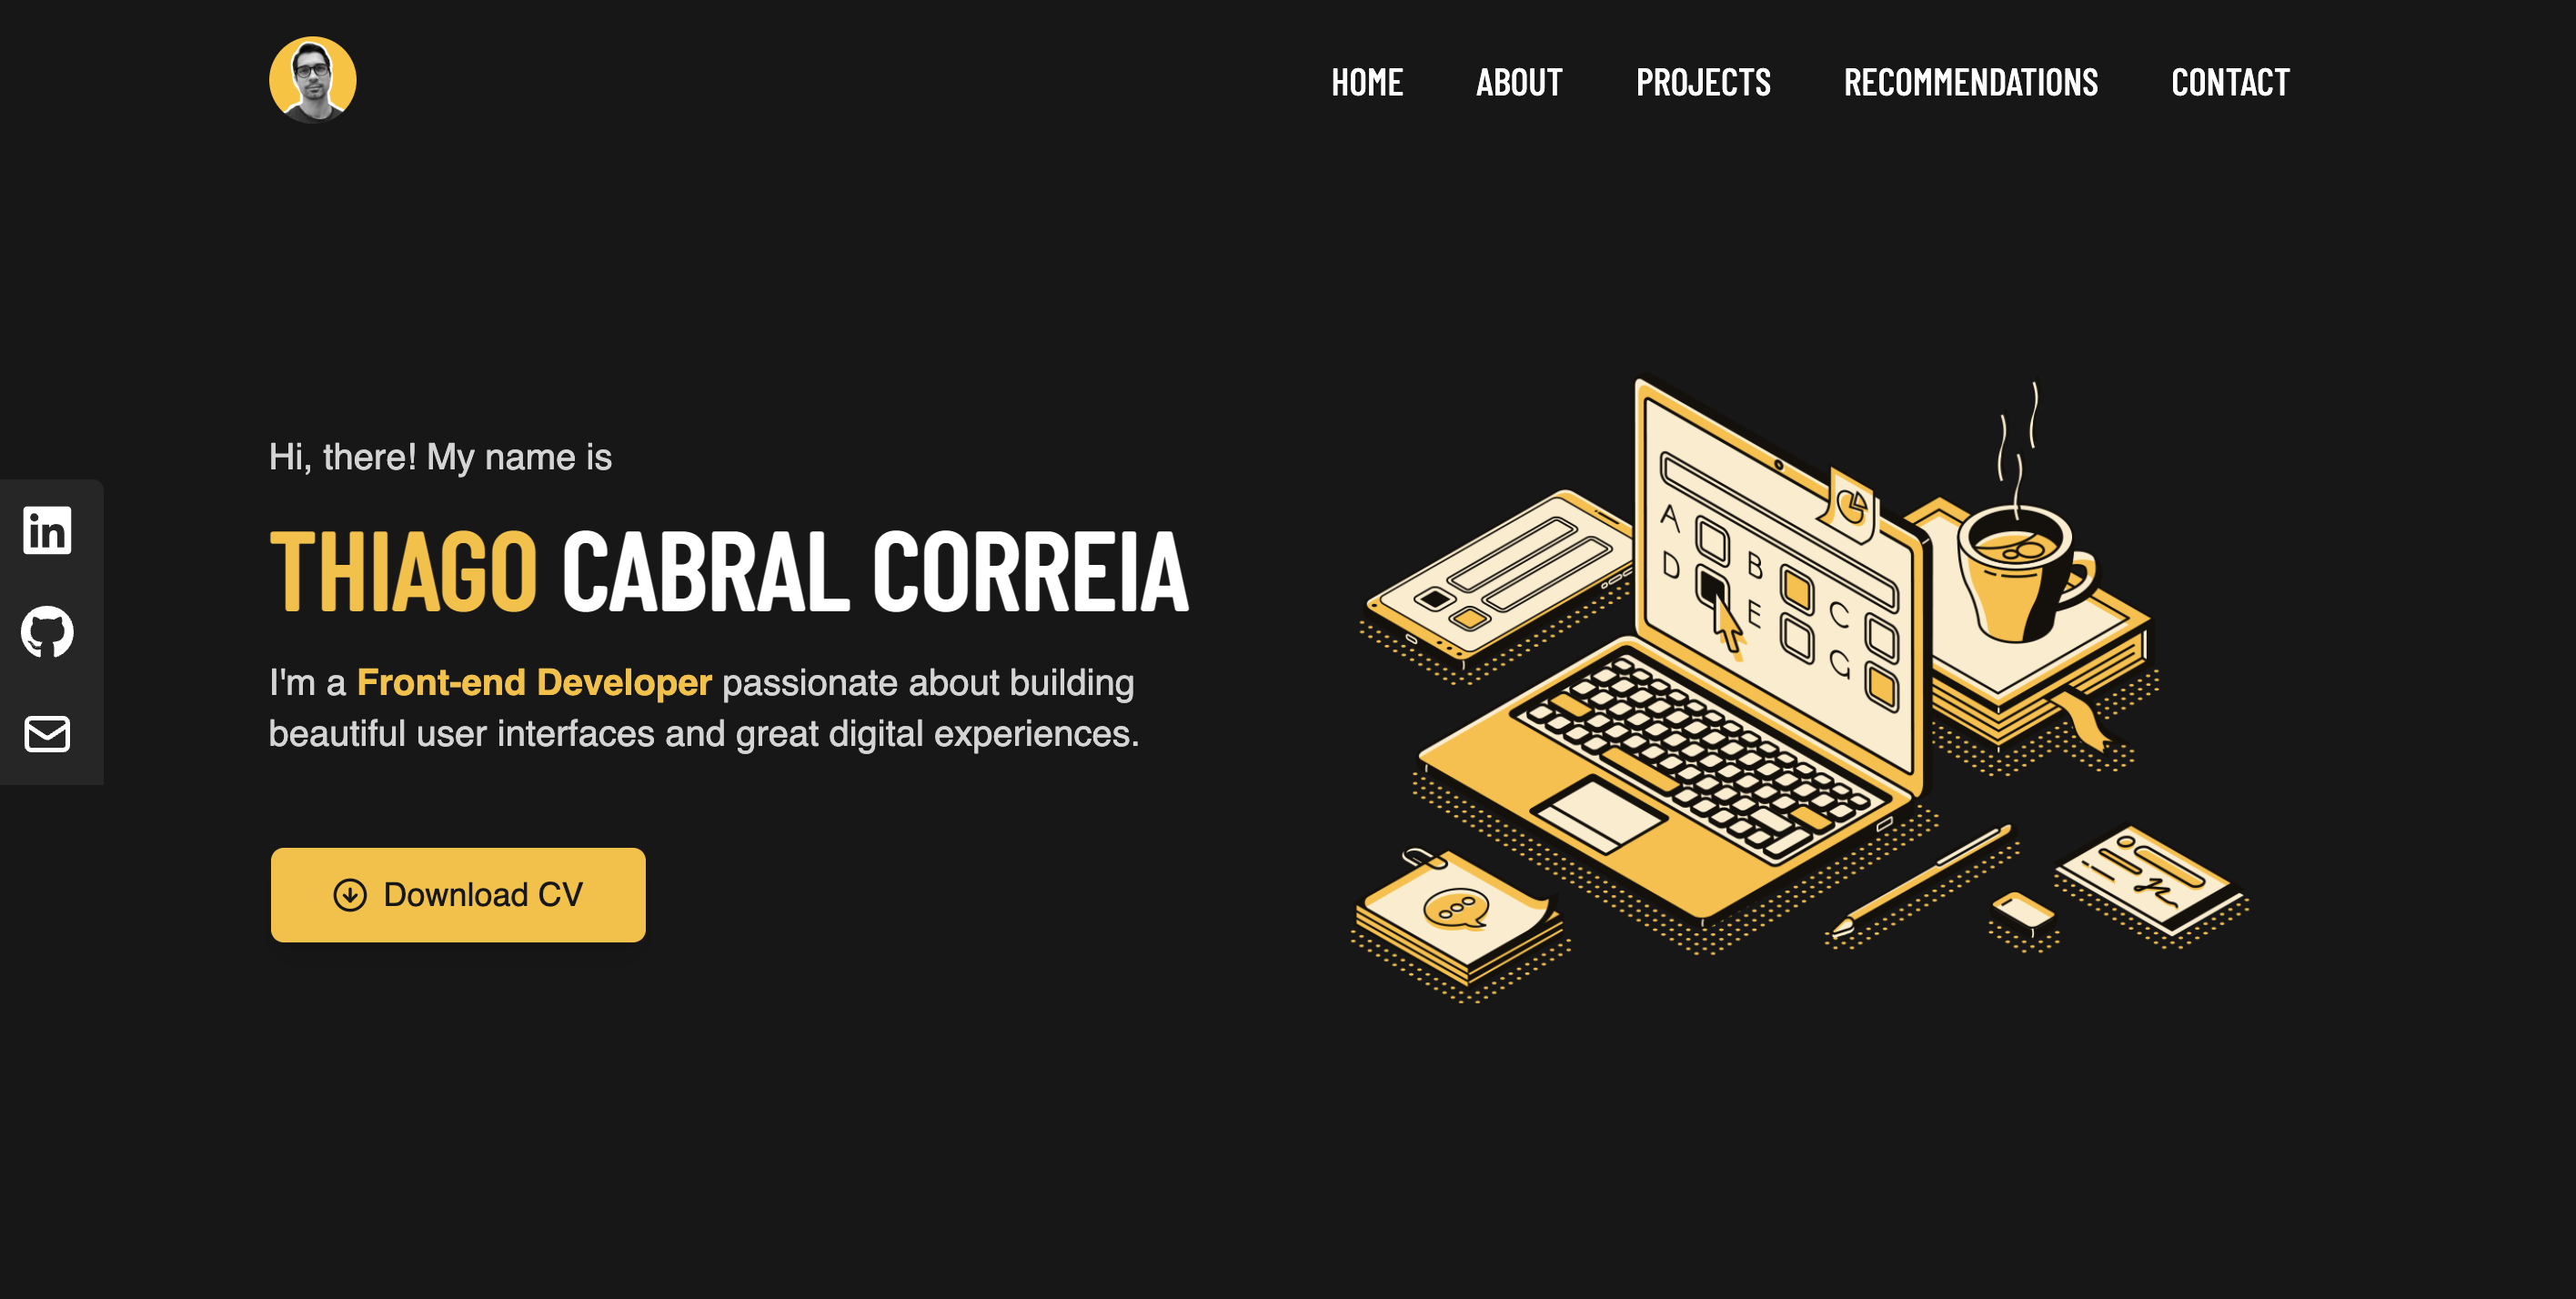 HOME ABOUT PROJECTS RECOMMENDATIONS CONTACT
Hi, there! My name is
THIAGO CABRAL CORREIA
I'm a Front-end Developer passionate about building
beautiful user interfaces and great digital experiences.
Download CV
in
A
B
C
D
E
G